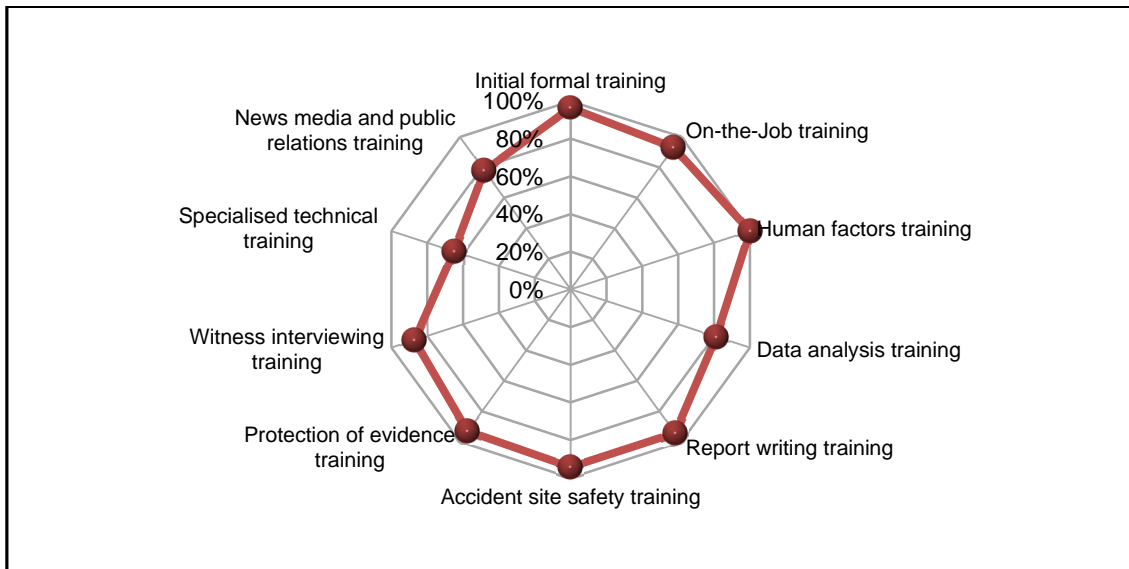 Initial formal training
100%
80%
60%
40%
20%
0%
On-the-Job training
Human factors training
Data analysis training
Report writing training
Accident site safety training
Protection of evidence
training
Witness interviewing
training
Specialised technical
training
News media and public
relations training